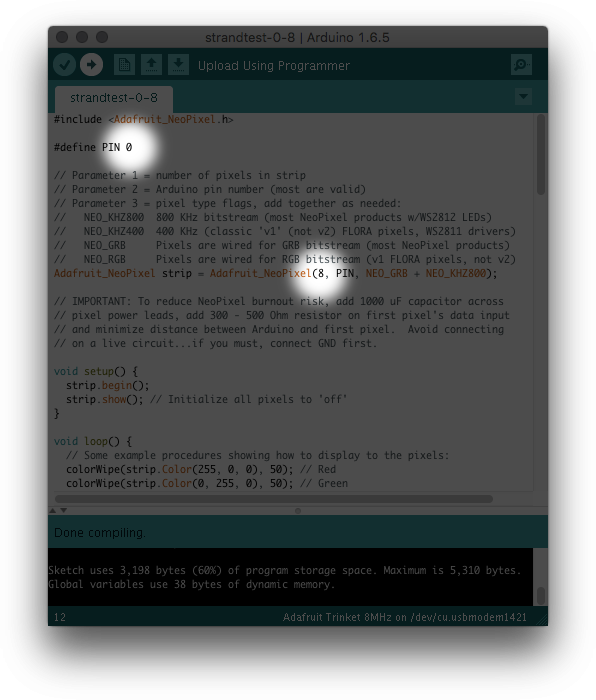 strandtest-0-8 | Arduino 1.6.5
Upload Using Programmer
strandtest-0-8
#include <Adafruit_NeoPixel.h>
#define PIN 0
// Parameter 1 = number of pixels in strip
// Parameter 2 = Arduino pin number (most are valid)
// Parameter 3 = pixel type flags, add together as needed:
//   NEO_KHZ800  800 KHz bitstream (most NeoPixel products w/WS2812 LEDs)
//   NEO_KHZ400  400 KHz (classic 'v1' (not v2) FLORA pixels, WS2811 drivers)
//   NEO_GRB     Pixels are wired for GRB bitstream (most NeoPixel products)
//   NEO_RGB     Pixels are wired for RGB bitstream (v1 FLORA pixels, not v2)
Adafruit_NeoPixel strip = Adafruit_NeoPixel(8, PIN, NEO_GRB + NEO_KHZ800);
// IMPORTANT: To reduce NeoPixel burnout risk, add 1000 uF capacitor across
// pixel power leads, add 300 - 500 Ohm resistor on first pixel's data input
// and minimize distance between Arduino and first pixel.  Avoid connecting
// on a live circuit...if you must, connect GND first.
void setup() {
  strip.begin();
  strip.show(); // Initialize all pixels to 'off'
}
void loop() {
  // Some example procedures showing how to display to the pixels:
  colorWipe(strip.Color(255, 0, 0), 50); // Red
  colorWipe(strip.Color(0, 255, 0), 50); // Green
Done compiling.
Sketch uses 3,198 bytes (60%) of program storage space. Maximum is 5,310 bytes.
Global variables use 38 bytes of dynamic memory.
12 Adafruit Trinket 8MHz on /dev/cu.usbmodem1421